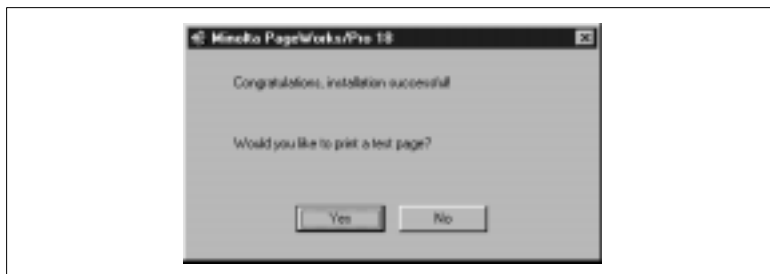 Minolta PageWorks/Pro 18
Congratulations, installation successful!
Would you like to print a test page?
Yes No